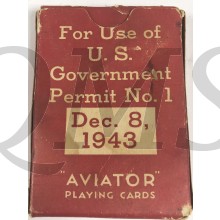 For Use of
U. S.
Government
Permit No. 1
Dec. 8,
1943
"AVIATOR"
PLAYING CARDS